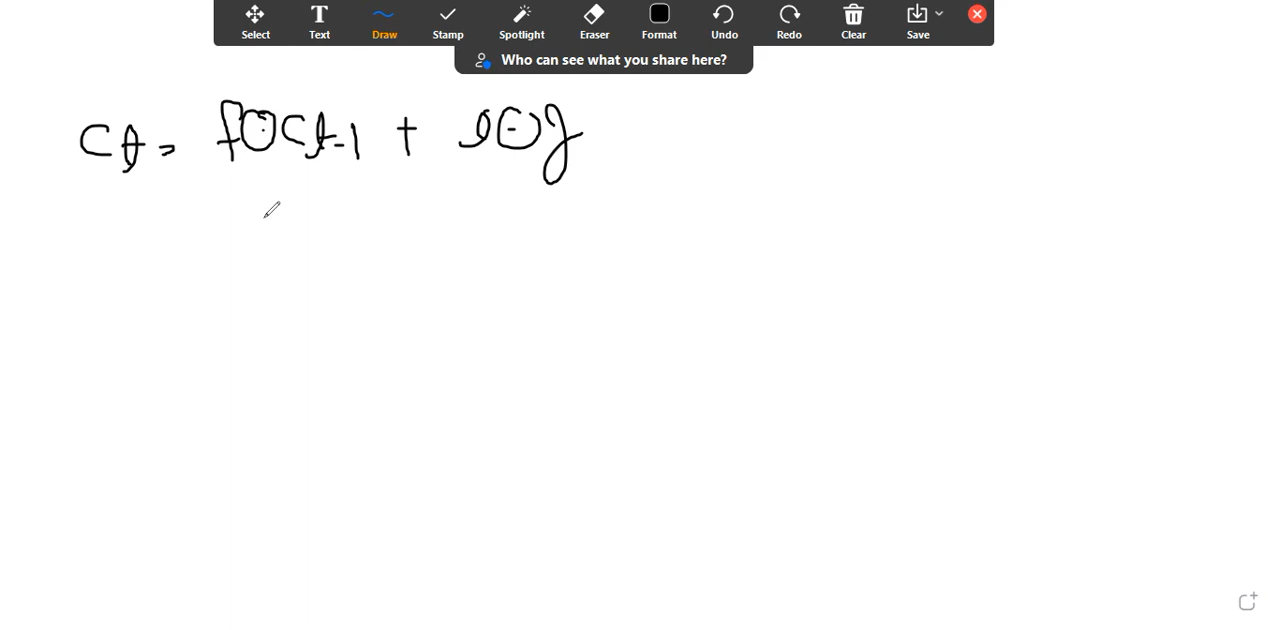 Select Text Draw Stamp Spotlight Eraser Format Undo Redo Clear Save
Who can see what you share here?
Ct = f⊙Ct-1 + i⊙g